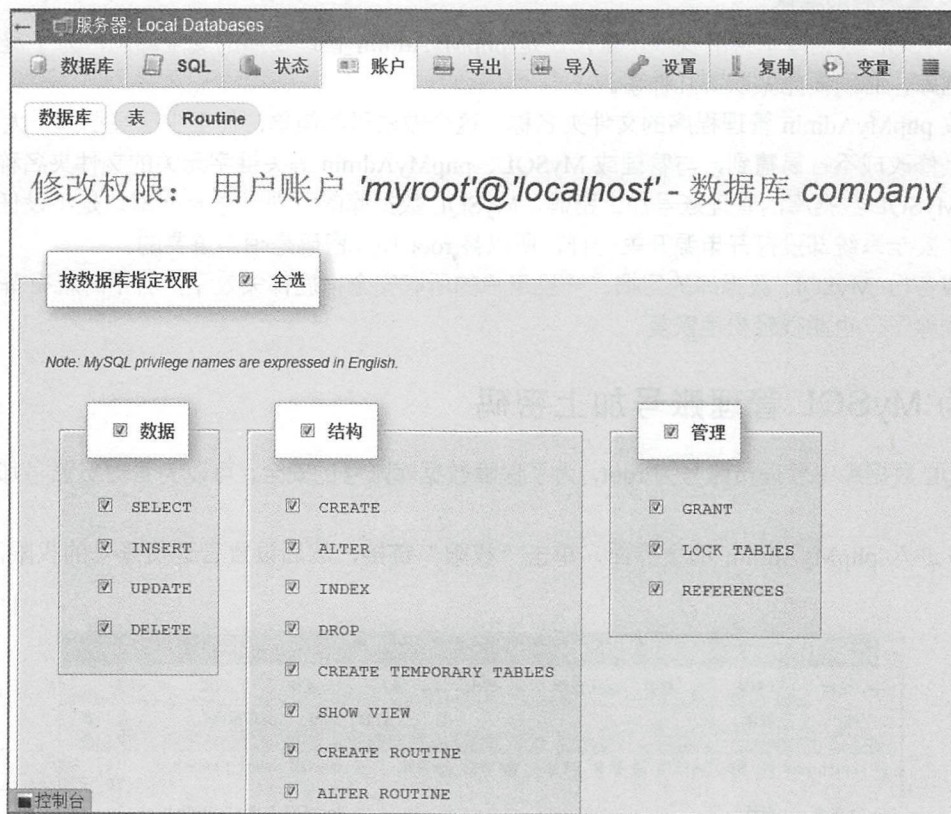 服务器: Local Databases
数据库 SQL 状态 账户 导出 导入 设置 复制 变量
数据库 表 Routine
修改权限： 用户账户 'myroot'@'localhost' - 数据库 company
按数据库指定权限 全选
Note: MySQL privilege names are expressed in English.
数据 结构 管理
SELECT CREATE GRANT
INSERT ALTER LOCK TABLES
UPDATE INDEX REFERENCES
DELETE DROP
CREATE TEMPORARY TABLES
SHOW VIEW
CREATE ROUTINE
ALTER ROUTINE
控制台